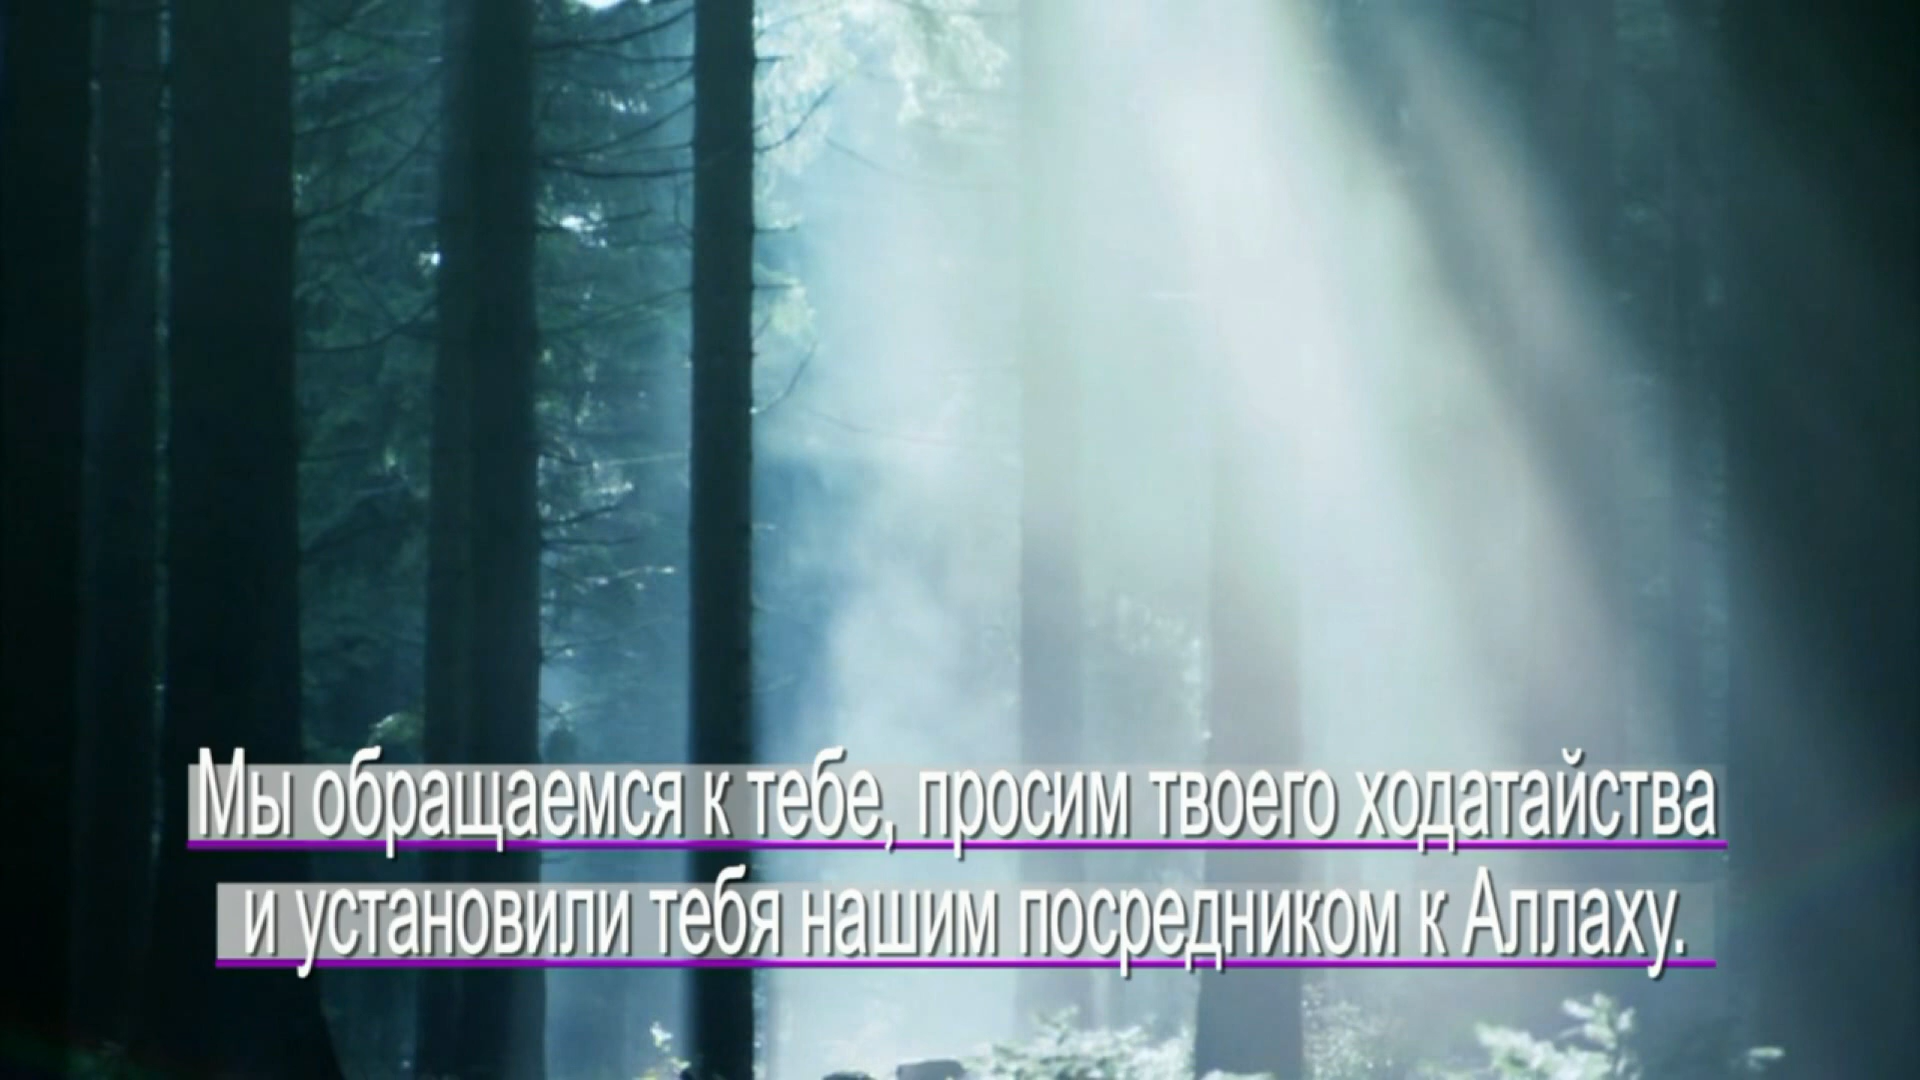 Мы обращаемся к тебе, просим твоего ходатайства
и установили тебя нашим посредником к Аллаху.